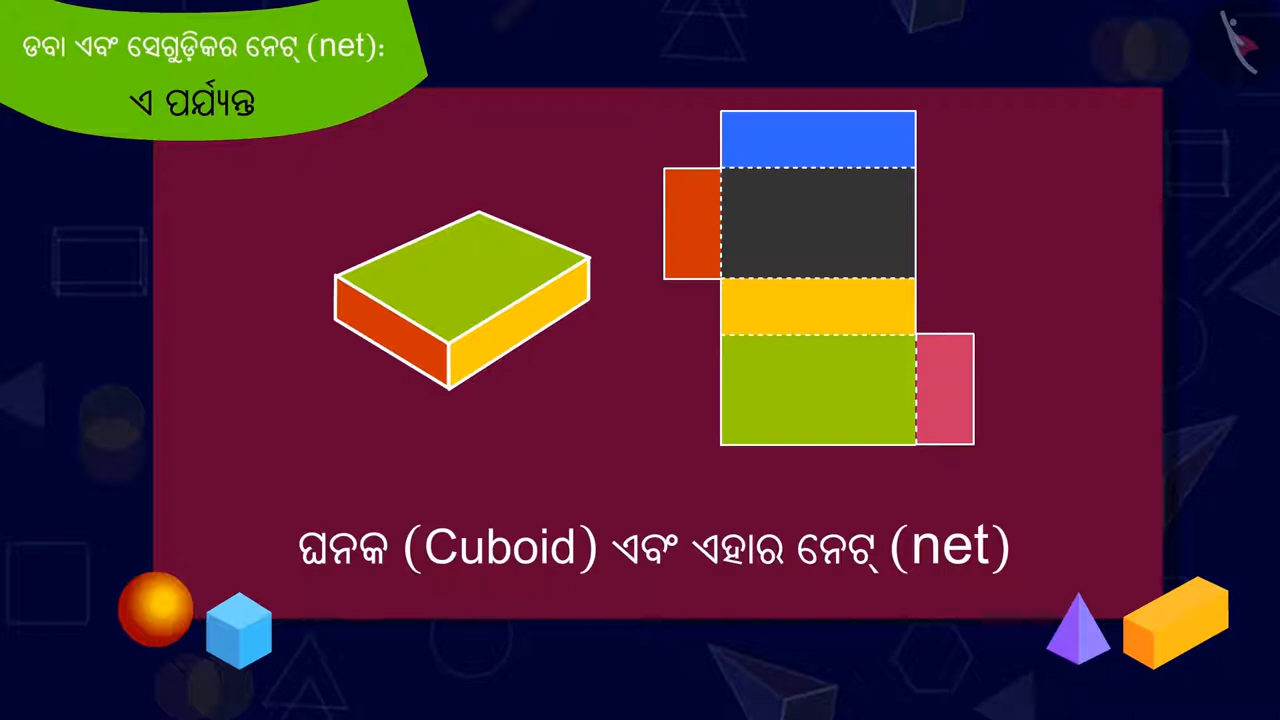 ଡବା ଏବଂ ସେଗୁଡ଼ିକର ନେଟ୍ (net):
ଏ ପର୍ଯ୍ୟନ୍ତ
ଘନକ (Cuboid) ଏବଂ ଏହାର ନେଟ୍ (net)